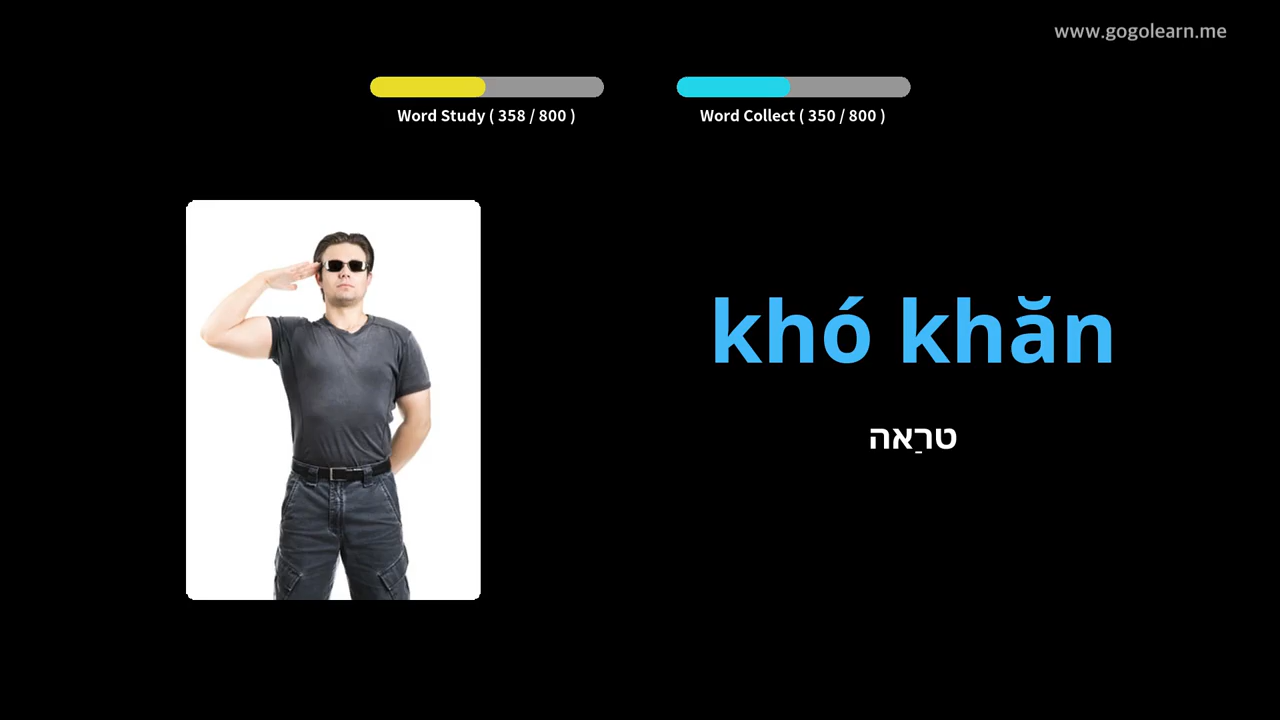 www.gogolearn.me
Word Study ( 358 / 800 )
Word Collect ( 350 / 800 )
khó khăn
טרַאה